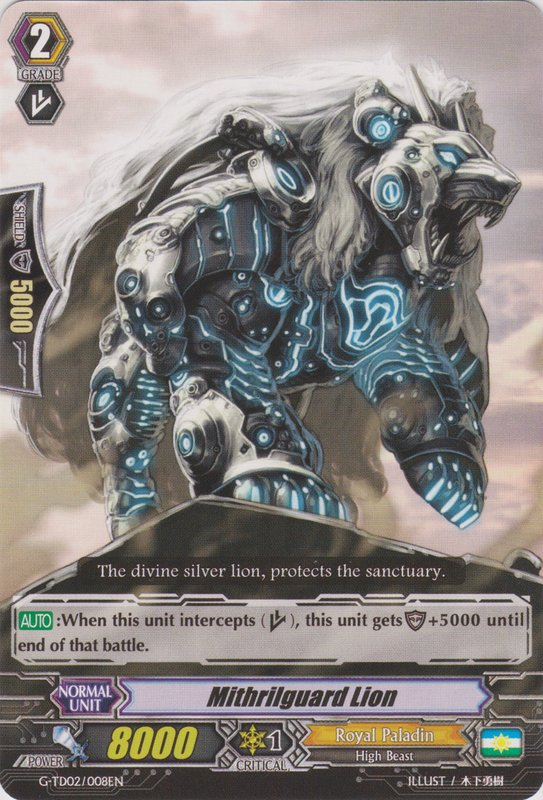 2
GRADE
SHIELD
5000
The divine silver lion, protects the sanctuary.
AUTO:When this unit intercepts ( ), this unit gets +5000 until
end of that battle.
NORMAL
UNIT
Mithrilguard Lion
POWER
8000
1
CRITICAL
Royal Paladin
High Beast
G-TD02/008EN
ILLUST / 木下勇樹